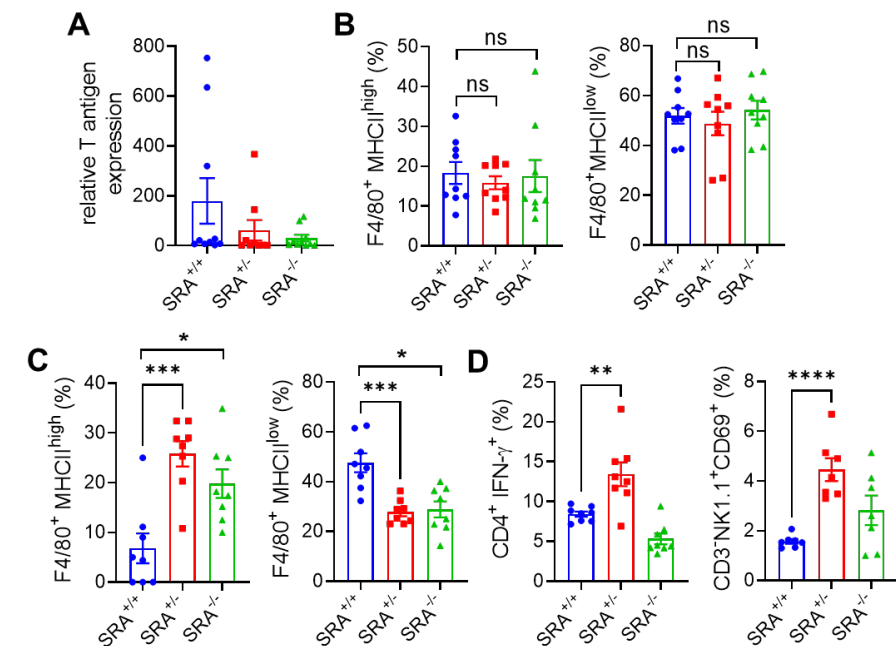 A
relative T antigen
expression
800
600
400
200
0
SRA+/+
SRA+/-
SRA-/-
B
F4/80+ MHCIIhigh (%)
50
40
30
20
10
0
ns
ns
SRA+/+
SRA+/-
SRA-/-
F4/80+MHCIIlow (%)
80
60
40
20
0
ns
ns
SRA+/+
SRA+/-
SRA-/-
C
F4/80+ MHCIIhigh (%)
40
30
20
10
0
*
***
SRA+/+
SRA+/-
SRA-/-
F4/80+ MHCIIlow (%)
80
60
40
20
0
*
***
SRA+/+
SRA+/-
SRA-/-
D
CD4+ IFN-γ+ (%)
25
20
15
10
5
0
**
SRA+/+
SRA+/-
SRA-/-
CD3-NK1.1+CD69+ (%)
8
6
4
2
0
****
SRA+/+
SRA+/-
SRA-/-